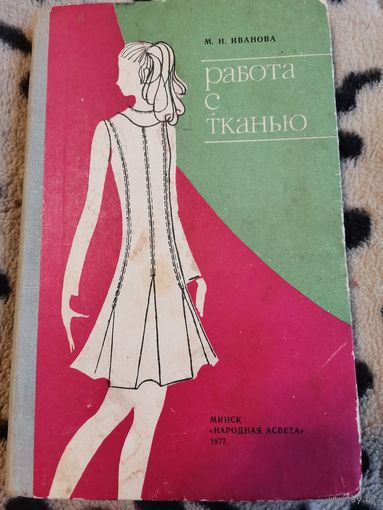 М. Н. ИВАНОВА
работа
с
тканью
МИНСК
«НАРОДНАЯ АСВЕТА»
1977